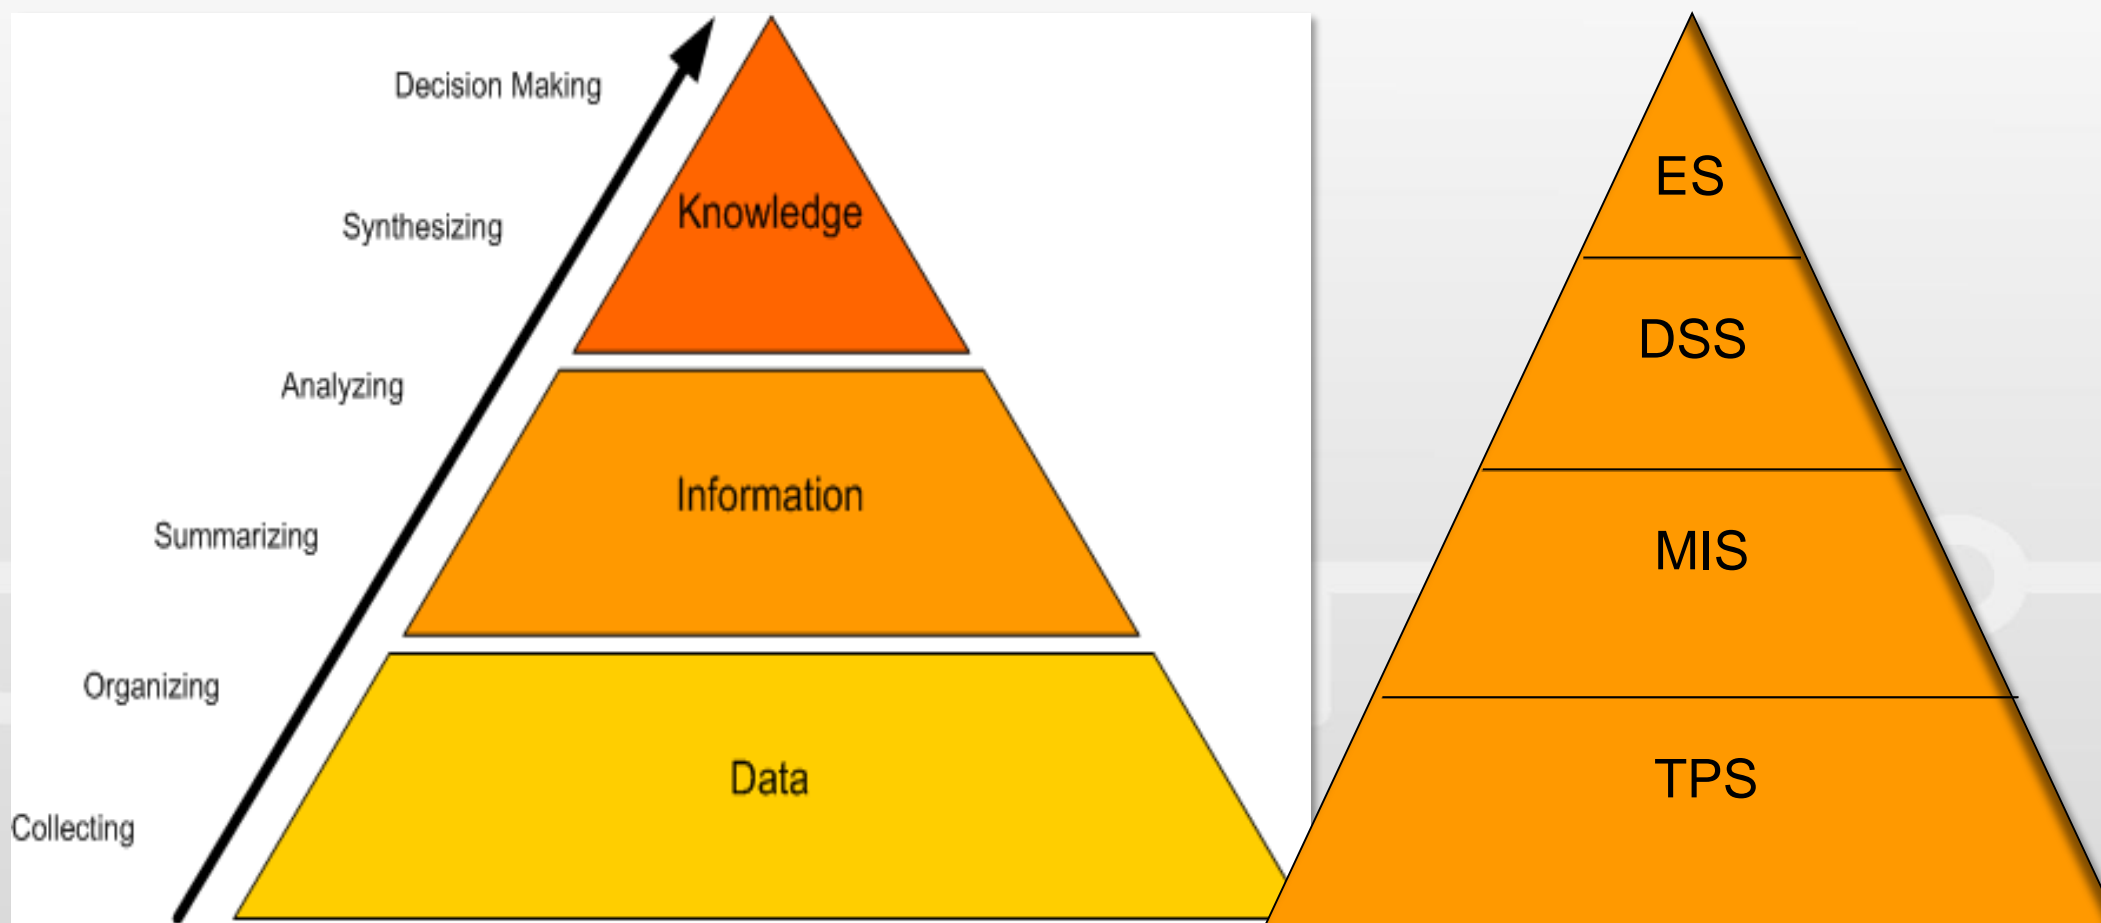 Decision Making
Synthesizing
Analyzing
Summarizing
Organizing
Collecting
Knowledge
Information
Data
ES
DSS
MIS
TPS